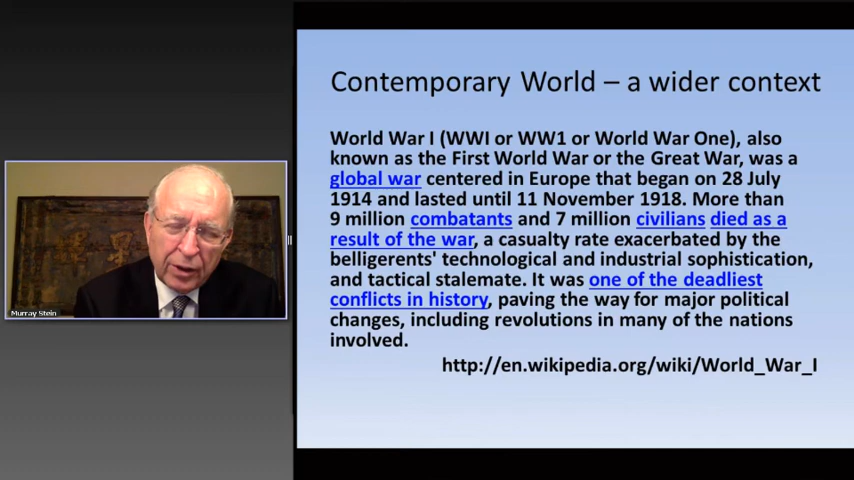 Contemporary World – a wider context
World War I (WWI or WW1 or World War One), also
known as the First World War or the Great War, was a
global war centered in Europe that began on 28 July
1914 and lasted until 11 November 1918. More than
9 million combatants and 7 million civilians died as a
result of the war, a casualty rate exacerbated by the
belligerents' technological and industrial sophistication,
and tactical stalemate. It was one of the deadliest
conflicts in history, paving the way for major political
changes, including revolutions in many of the nations
involved.
http://en.wikipedia.org/wiki/World_War_I
Murray Stein